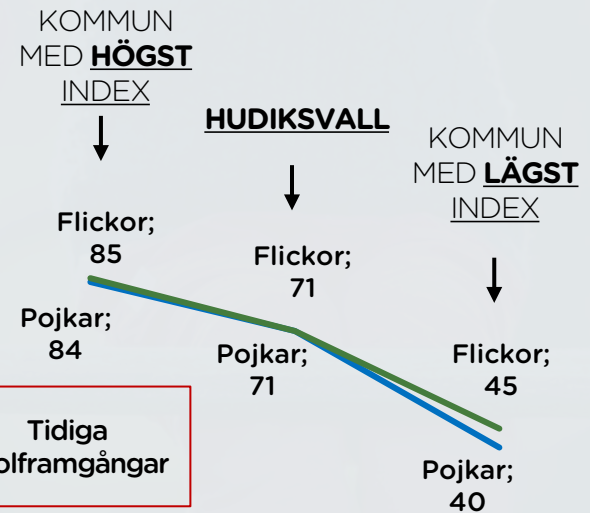 KOMMUN
MED HÖGST
INDEX
HUDIKSVALL
KOMMUN
MED LÄGST
INDEX
Flickor;
85
Flickor;
71
Pojkar;
84
Pojkar;
71
Flickor;
45
Tidiga
olframgångar
Pojkar;
40